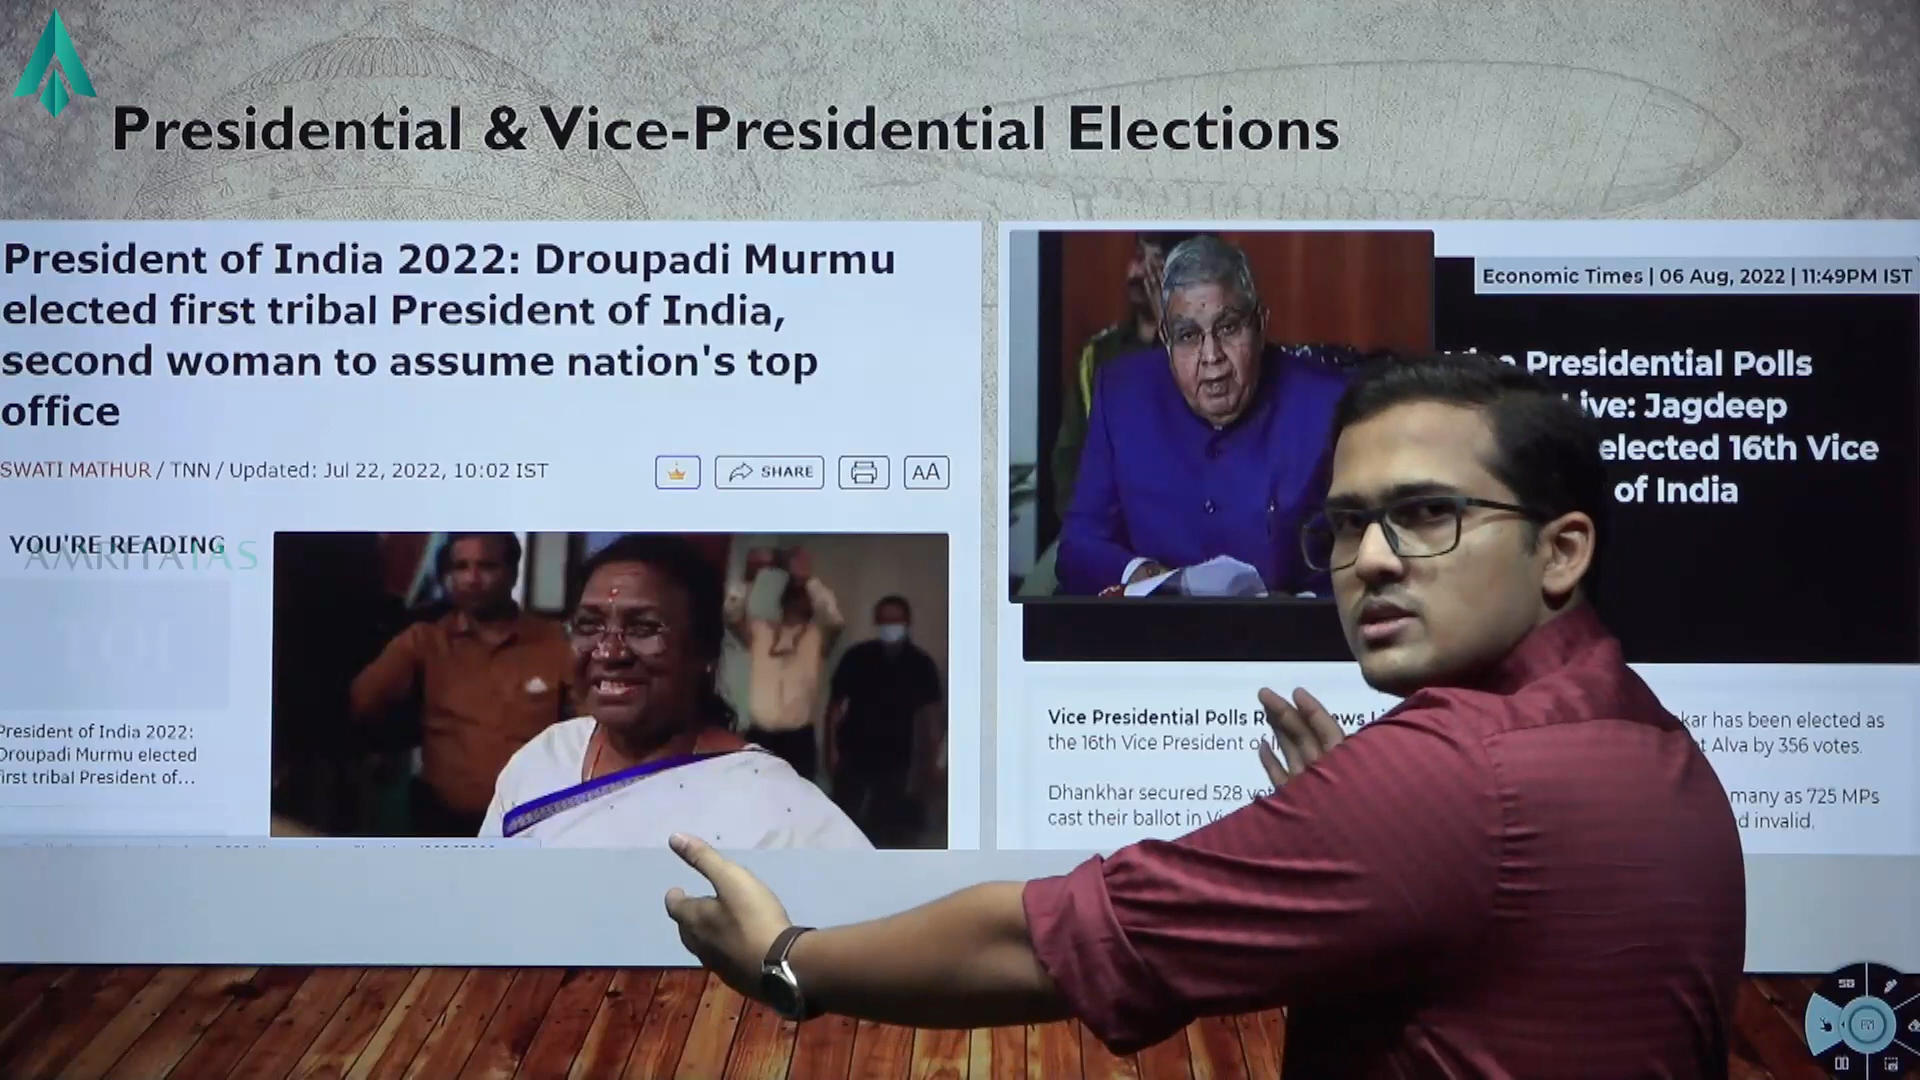 Presidential & Vice-Presidential Elections
President of India 2022: Droupadi Murmu
elected first tribal President of India,
second woman to assume nation's top
office
SWATI MATHUR / TNN / Updated: Jul 22, 2022, 10:02 IST
SHARE
AA
YOU'RE READING
AMRITA IAS
TOI
President of India 2022:
Droupadi Murmu elected
first tribal President of...
Economic Times | 06 Aug, 2022 | 11:49PM IST
Presidential Polls
Live: Jagdeep
elected 16th Vice
of India
Vice Presidential Polls
kar has been elected as
the 16th Vice President of
t Alva by 356 votes.
Dhankhar secured 528
many as 725 MPs
cast their ballot in
d invalid.